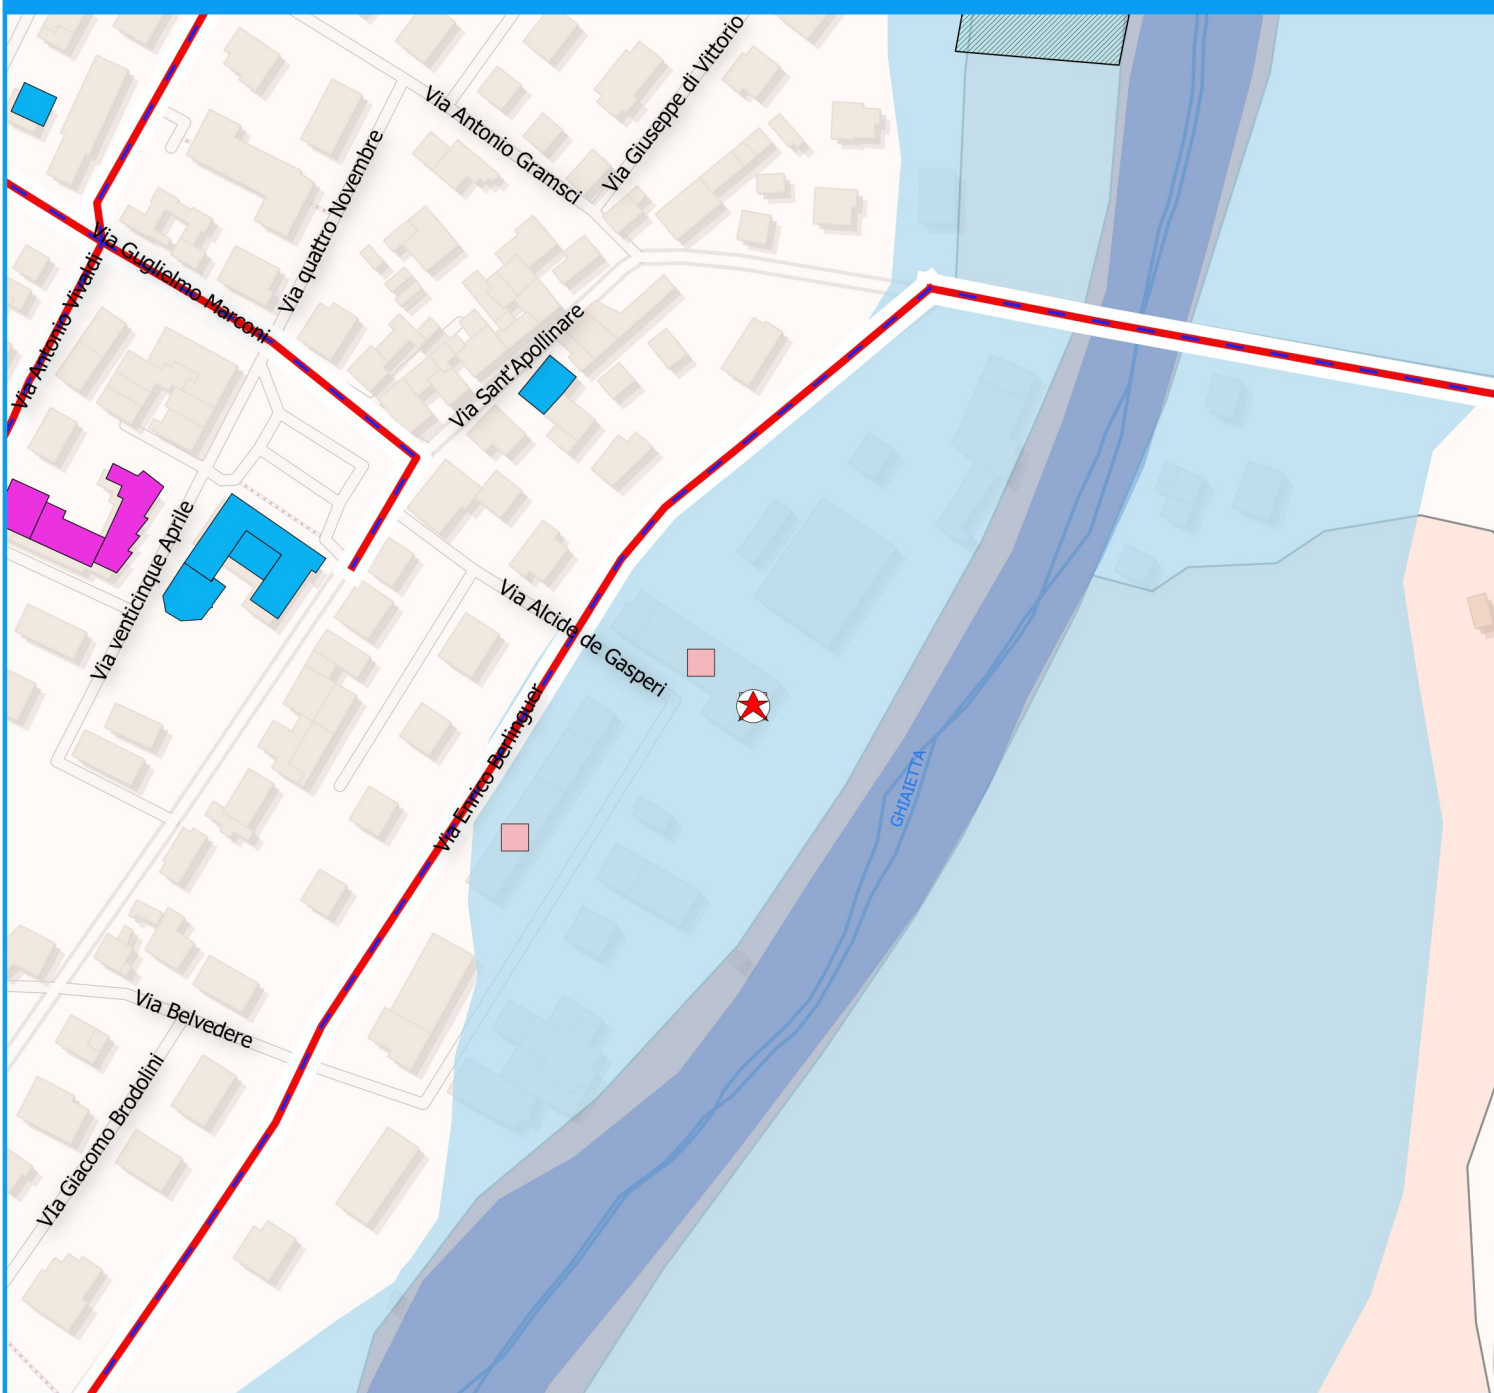 Via Giuseppe di Vittorio
Via Antonio Gramsci
Via quattro Novembre
Via Guglielmo Marconi
Via Antonio Vivaldi
Via Sant'Apollinare
Via venticinque Aprile
Via Alcide de Gasperi
Via Enrico Berlinguer
GHIAIETTA
Via Belvedere
VIa Giacomo Brodolini